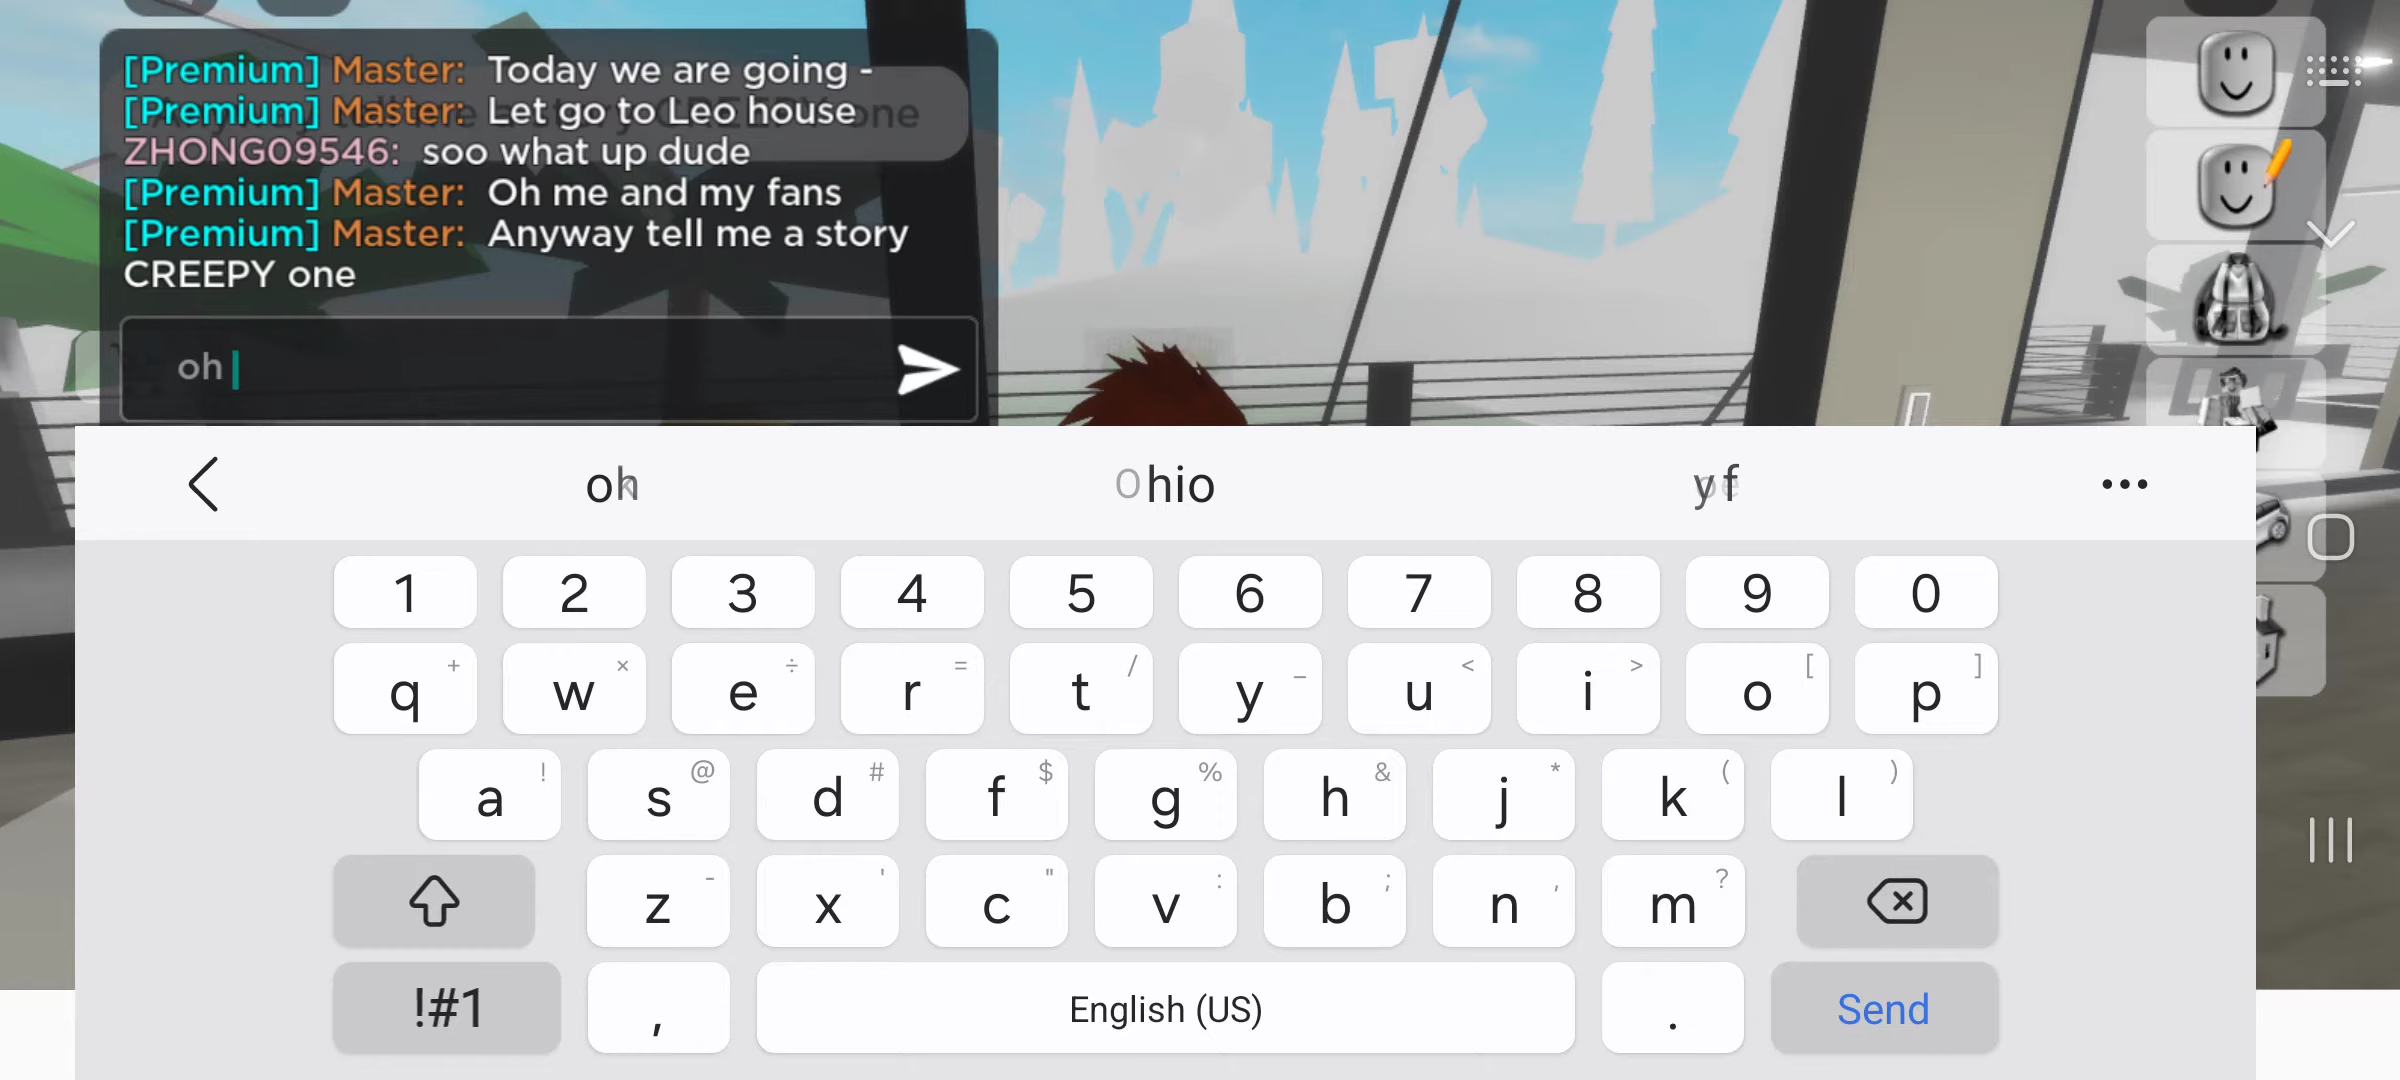 [Premium] Master: Today we are going -
[Premium] Master: Let go to Leo house
ZHONG09546: soo what up dude
[Premium] Master: Oh me and my fans
[Premium] Master: Anyway tell me a story
CREEPY one
oh
oh Ohio
1 2 3 4 5 6 7 8 9 0
q + w × e ÷ r = t / y _ u < i > o [ p ]
a ! s @ d # f $ g % h & j * k ( l )
z - x ' c " v : b ; n , m ?
!#1 , English (US) . Send